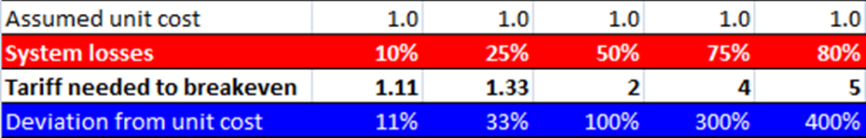 Assumed unit cost 1.0 1.0 1.0 1.0 1.0
System losses 10% 25% 50% 75% 80%
Tariff needed to breakeven 1.11 1.33 2 4 5
Deviation from unit cost 11% 33% 100% 300% 400%